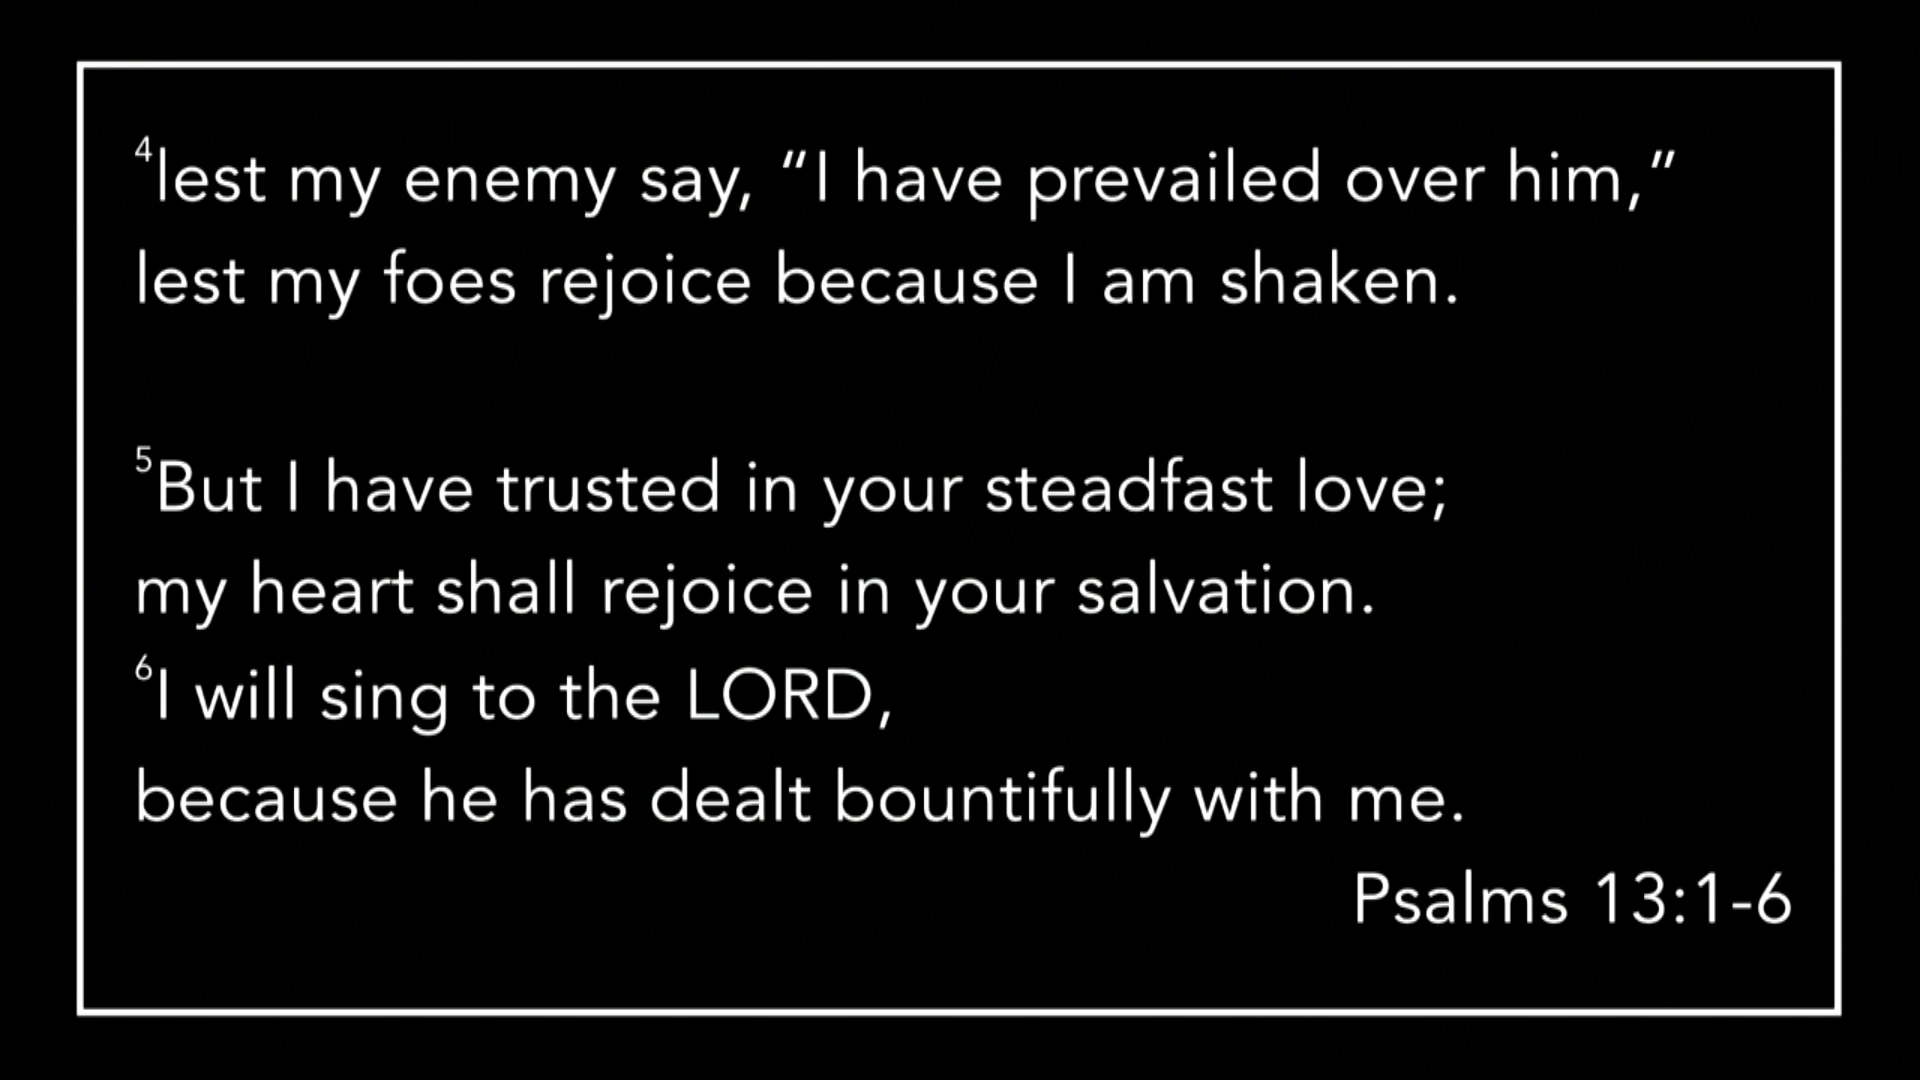 ⁴lest my enemy say, “I have prevailed over him,”
lest my foes rejoice because I am shaken.
⁵But I have trusted in your steadfast love;
my heart shall rejoice in your salvation.
⁶I will sing to the LORD,
because he has dealt bountifully with me.
Psalms 13:1-6